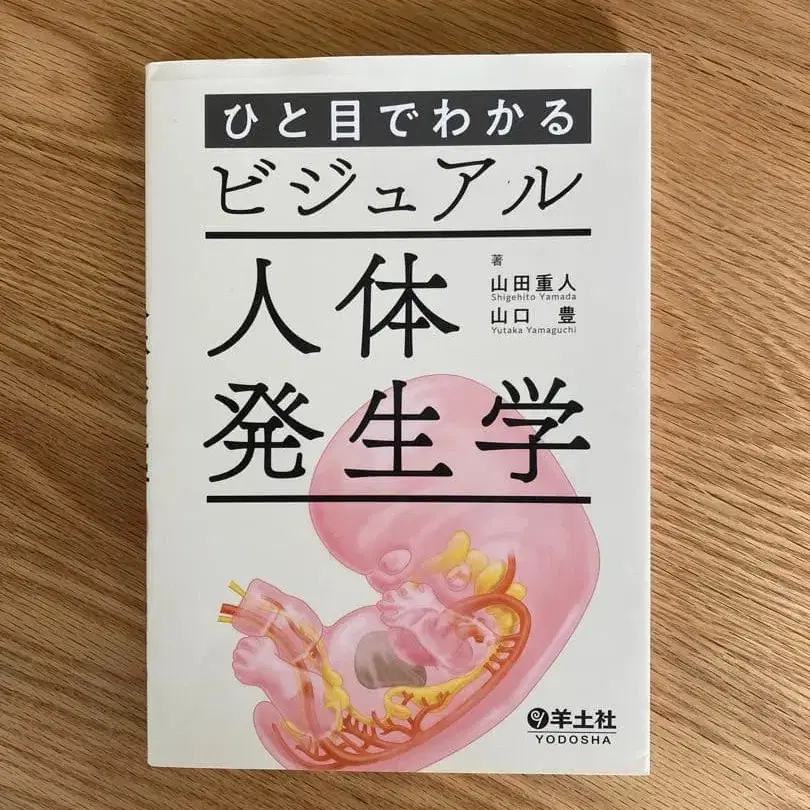 ひと目でわかる
ビジュアル
人体
発生学
著
山田重人
Shigehito Yamada
山口 豊
Yutaka Yamaguchi
羊土社
YODOSHA